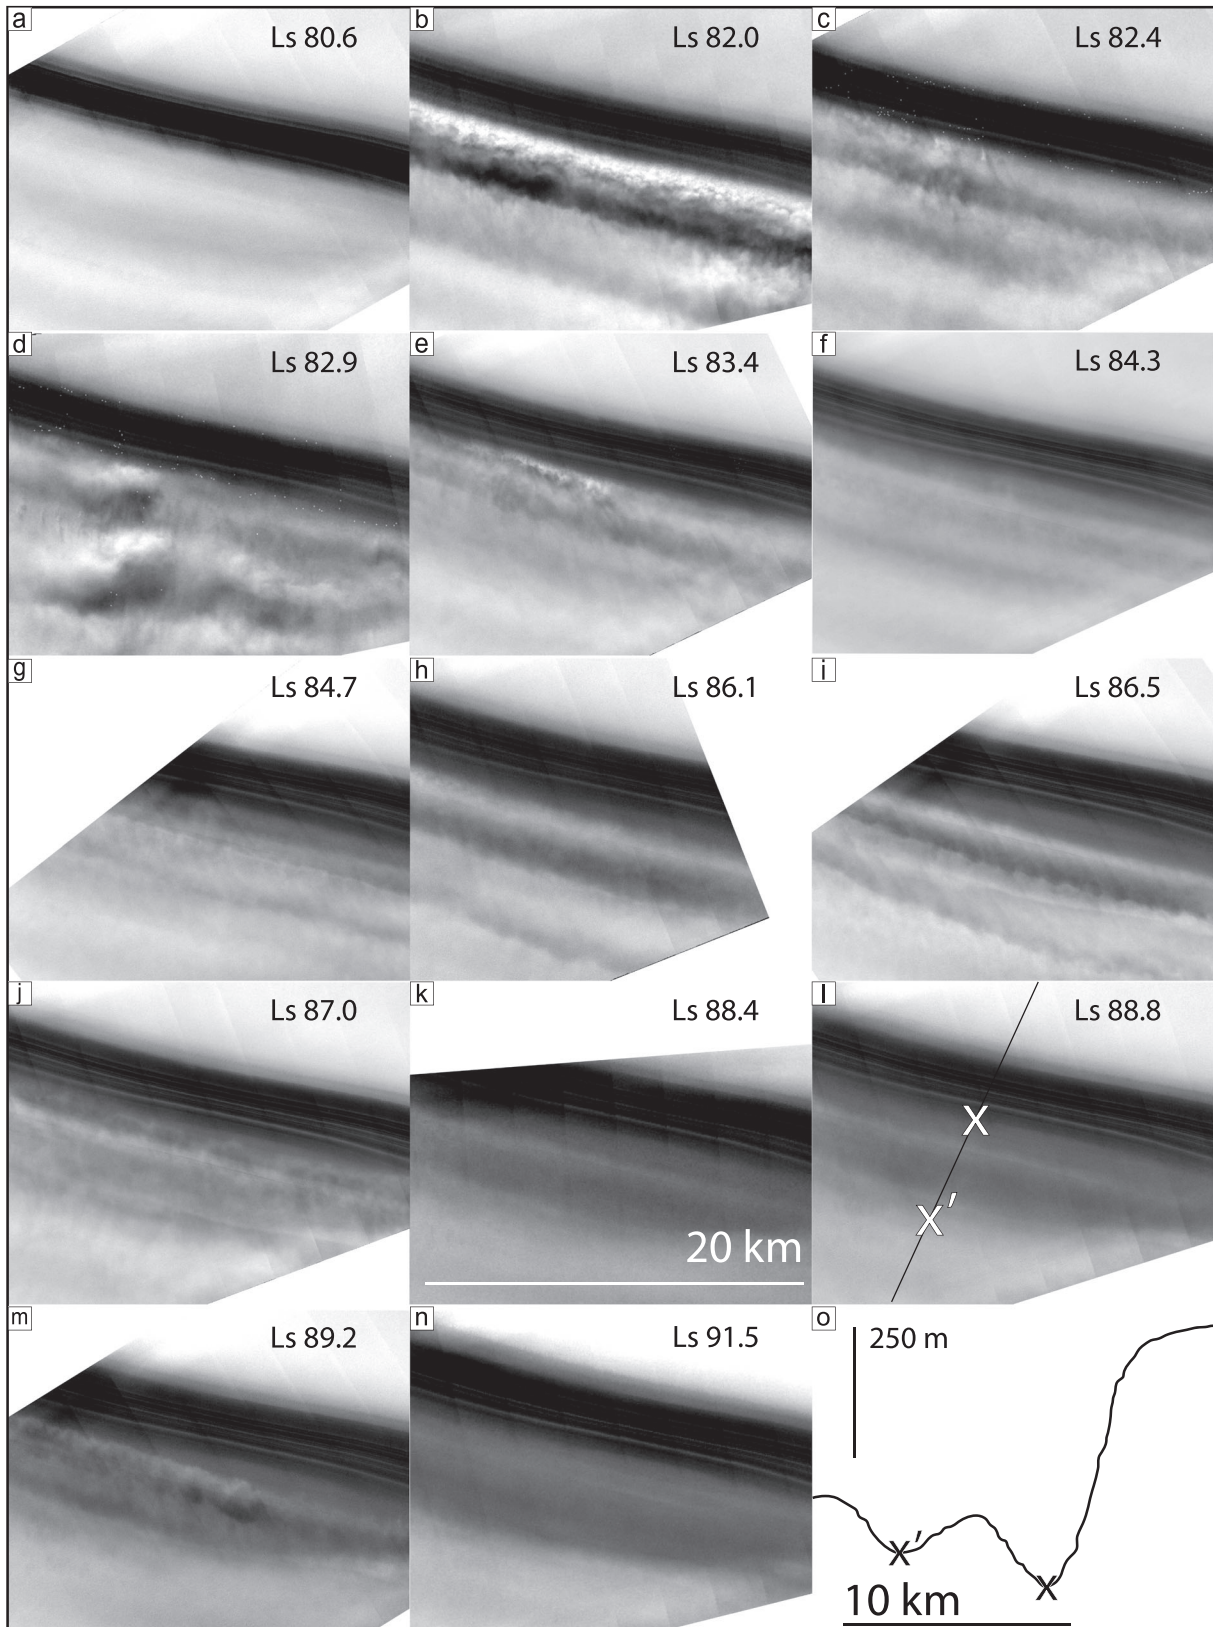 a
Ls 80.6
b
Ls 82.0
c
Ls 82.4
d
Ls 82.9
e
Ls 83.4
f
Ls 84.3
g
Ls 84.7
h
Ls 86.1
i
Ls 86.5
j
Ls 87.0
k
Ls 88.4
20 km
l
Ls 88.8
X
X′
m
Ls 89.2
n
Ls 91.5
o
250 m
X′
X
10 km